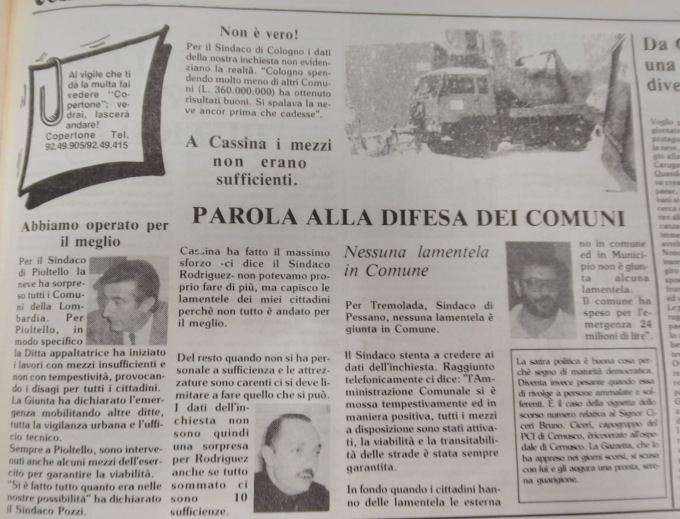 Al vigile che ti
dà la multa fai
vedere "Co-
pertone"; ve-
drai, lascerà
andare!
Copertone Tel.
92.49.905/92.49.415
Non è vero!
Per il Sindaco di Cologno i dati
della nostra inchiesta non eviden-
ziano la realtà. "Cologno spen-
dendo molto meno di altri Comu-
ni (L. 360.000.000) ha ottenuto
risultati buoni. Si spalava la ne-
ve ancor prima che cadesse".
A Cassina i mezzi
non erano
sufficienti.
PAROLA ALLA DIFESA DEI COMUNI
Abbiamo operato per
il meglio
Per il Sindaco
di Pioltello la
neve ha sorpre-
so tutti i Comu-
ni della Lom-
bardia. Per
Pioltello, in
modo specifico
la Ditta appaltatrice ha iniziato
i lavori con mezzi insufficienti e
non con tempestività, provocan-
do i disagi per tutti i cittadini.
La Giunta ha dichiarato l'emer-
genza mobilitando altre ditte,
tutta la vigilanza urbana e l'uffi-
cio tecnico.
Sempre a Pioltello, sono interve-
nuti anche alcuni mezzi dell'eser-
cito per garantire la viabilità.
"Si è fatto tutto quanto era nelle
nostre possibilità" ha dichiarato
il Sindaco Pozzi.
Cassina ha fatto il massimo
sforzo -ci dice il Sindaco
Rodriguez- non potevamo pro-
prio fare di più, ma capisco le
lamentele dei miei cittadini
perchè non tutto è andato per
il meglio.
Del resto quando non si ha per-
sonale a sufficienza e le attrez-
zature sono carenti ci si deve li-
mitare a fare quello che si può.
I dati dell'in-
chiesta non
sono quindi
una sorpresa
per Rodriguez
anche se tutto
sommato ci
sono 10
sufficienze.
Nessuna lamentela
in Comune
Per Tremolada, Sindaco di
Pessano, nessuna lamentela è
giunta in Comune.
Il Sindaco stenta a credere ai
dati dell'inchiesta. Raggiunto
telefonicamente ci dice: "l'Am-
ministrazione Comunale si è
mossa tempestivamente ed in
maniera positiva, tutti i mezzi
a disposizione sono stati attiva-
ti, la viabilità e la transitabili-
tà delle strade è stata sempre
garantita.
In fondo quando i cittadini han-
no delle lamentele le esterna
no in comune
ed in Munici-
pio non è giun-
ta alcuna
lamentela.
Il comune ha
speso per l'e-
mergenza 24
milioni di lire".
La satira politica è buona cosa per-
chè segno di maturità democratica.
Diventa invece pesante quando essa
di rivolge a persone ammalate e sof-
ferenti. È il caso della vignetta dello
scorso numero relativa al Signor Ci-
ceri Bruno. Ciceri, capogruppo del
PCI di Cernusco, è ricoverato all'ospe-
dale di Cernusco. La Gazzetta, che lo
ha appreso nei giorni scorsi, si scusa
con lui e gli augura una pronta, sere-
na guarigione.
Da
una
dive